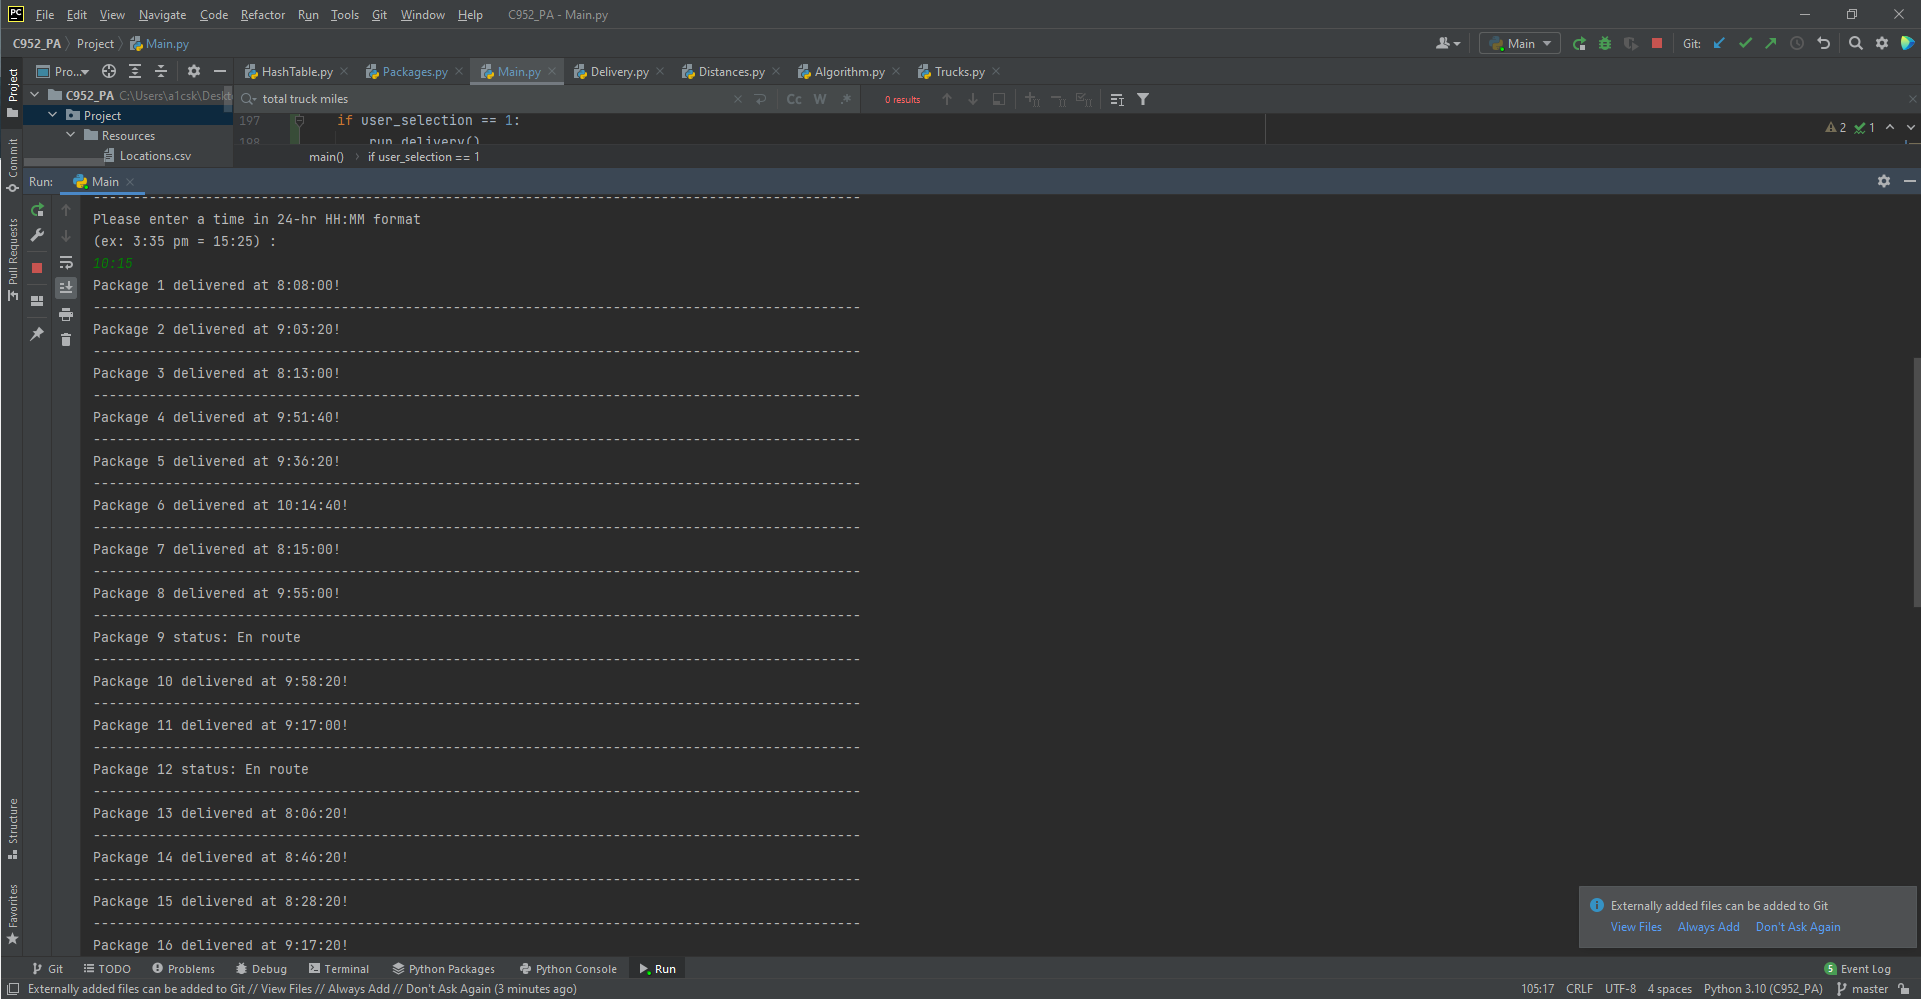 PC File Edit View Navigate Code Refactor Run Tools Git Window Help C952_PA - Main.py
C952_PA Project Main.py Main Git:
Project Pro... HashTable.py Packages.py Main.py Delivery.py Distances.py Algorithm.py Trucks.py
C952_PA C:\Users\a1csk\Deskt total truck miles Cc W .* 0 results
Project 197 if user_selection == 1: 2 1
Resources 198 run_delivery()
Commit Locations.csv main() if user_selection == 1
Run: Main
--------------------------------------------------------------------------------
Please enter a time in 24-hr HH:MM format
(ex: 3:35 pm = 15:25) :
Pull Requests
10:15
Package 1 delivered at 8:08:00!
------------------------------------------------------------------------------------------------
Package 2 delivered at 9:03:20!
------------------------------------------------------------------------------------------------
Package 3 delivered at 8:13:00!
------------------------------------------------------------------------------------------------
Package 4 delivered at 9:51:40!
------------------------------------------------------------------------------------------------
Package 5 delivered at 9:36:20!
------------------------------------------------------------------------------------------------
Package 6 delivered at 10:14:40!
------------------------------------------------------------------------------------------------
Package 7 delivered at 8:15:00!
------------------------------------------------------------------------------------------------
Package 8 delivered at 9:55:00!
------------------------------------------------------------------------------------------------
Package 9 status: En route
------------------------------------------------------------------------------------------------
Package 10 delivered at 9:58:20!
------------------------------------------------------------------------------------------------
Package 11 delivered at 9:17:00!
------------------------------------------------------------------------------------------------
Package 12 status: En route
------------------------------------------------------------------------------------------------
Package 13 delivered at 8:06:20!
------------------------------------------------------------------------------------------------
Structure
Package 14 delivered at 8:46:20!
------------------------------------------------------------------------------------------------
Package 15 delivered at 8:28:20!
------------------------------------------------------------------------------------------------
Favorites
Package 16 delivered at 9:17:20!
Externally added files can be added to Git
View Files Always Add Don't Ask Again
Git TODO Problems Debug Terminal Python Packages Python Console Run 5 Event Log
Externally added files can be added to Git // View Files // Always Add // Don't Ask Again (3 minutes ago) 105:17 CRLF UTF-8 4 spaces Python 3.10 (C952_PA) master